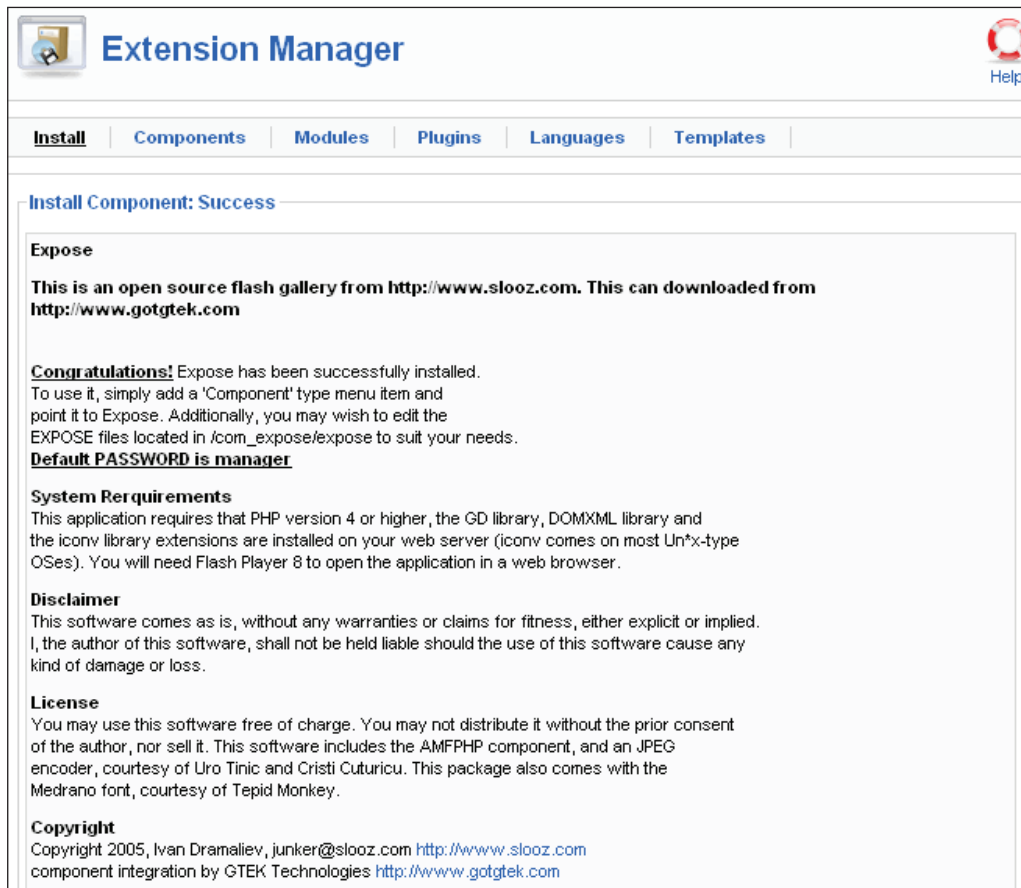 Extension Manager
Help
Install
Components
Modules
Plugins
Languages
Templates
Install Component: Success
Expose
This is an open source flash gallery from http://www.slooz.com. This can downloaded from
http://www.gotgtek.com
Congratulations! Expose has been successfully installed.
To use it, simply add a 'Component' type menu item and
point it to Expose. Additionally, you may wish to edit the
EXPOSE files located in /com_expose/expose to suit your needs.
Default PASSWORD is manager
System Rerquirements
This application requires that PHP version 4 or higher, the GD library, DOMXML library and
the iconv library extensions are installed on your web server (iconv comes on most Un*x-type
OSes). You will need Flash Player 8 to open the application in a web browser.
Disclaimer
This software comes as is, without any warranties or claims for fitness, either explicit or implied.
I, the author of this software, shall not be held liable should the use of this software cause any
kind of damage or loss.
License
You may use this software free of charge. You may not distribute it without the prior consent
of the author, nor sell it. This software includes the AMFPHP component, and an JPEG
encoder, courtesy of Uro Tinic and Cristi Cuturicu. This package also comes with the
Medrano font, courtesy of Tepid Monkey.
Copyright
Copyright 2005, Ivan Dramaliev, junker@slooz.com http://www.slooz.com
component integration by GTEK Technologies http://www.gotgtek.com